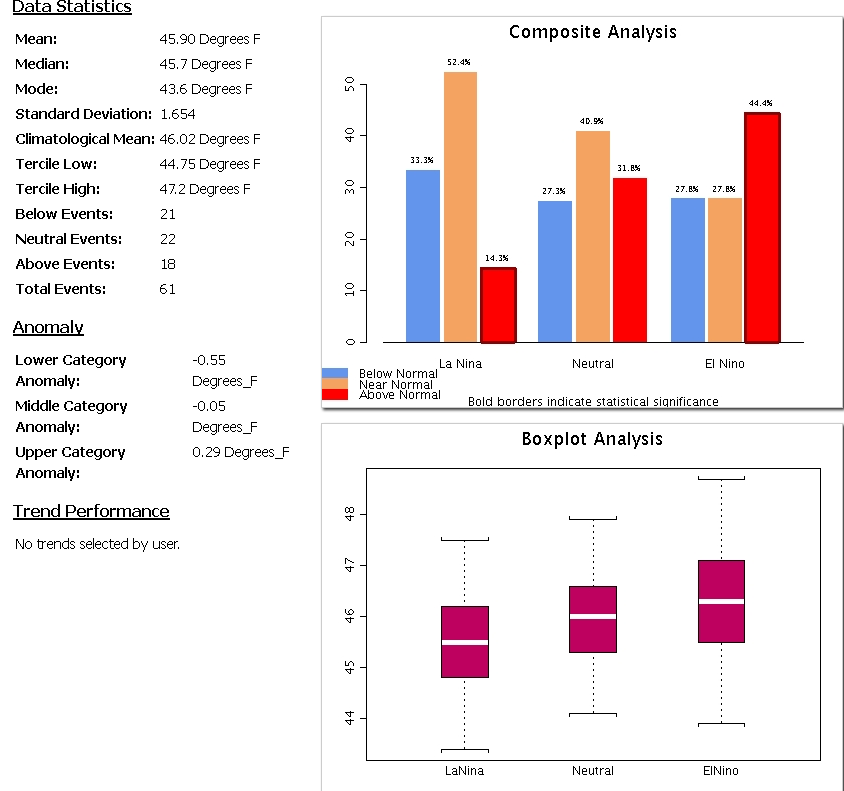 Data Statistics
Mean: 45.90 Degrees F
Median: 45.7 Degrees F
Mode: 43.6 Degrees F
Standard Deviation: 1.654
Climatological Mean: 46.02 Degrees F
Tercile Low: 44.75 Degrees F
Tercile High: 47.2 Degrees F
Below Events: 21
Neutral Events: 22
Above Events: 18
Total Events: 61
Anomaly
Lower Category -0.55
Anomaly: Degrees_F
Middle Category -0.05
Anomaly: Degrees_F
Upper Category 0.29 Degrees_F
Anomaly:
Trend Performance
No trends selected by user.
Composite Analysis
50
40
30
20
10
0
33.3%
52.4%
14.3%
27.3%
40.9%
31.8%
27.8%
27.8%
44.4%
La Nina Neutral El Nino
Below Normal
Near Normal
Above Normal
Bold borders indicate statistical significance
Boxplot Analysis
48
47
46
45
44
LaNina Neutral ElNino